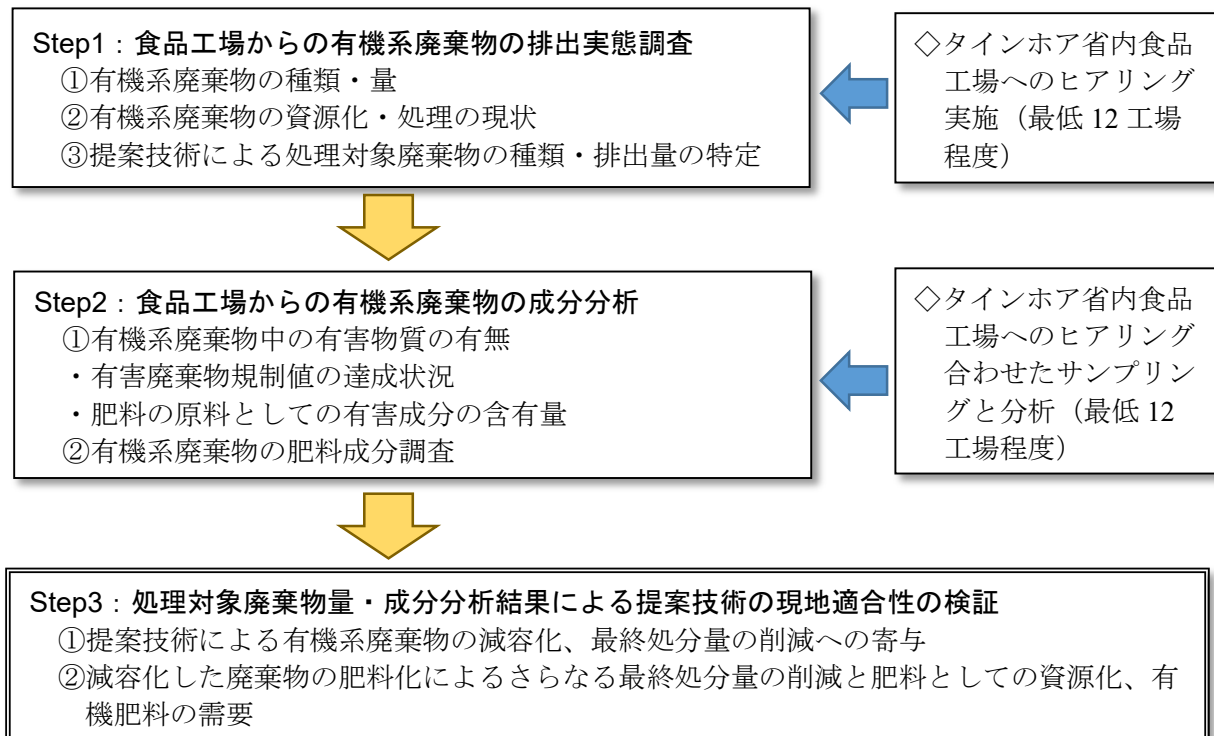 Step1：食品工場からの有機系廃棄物の排出実態調査
①有機系廃棄物の種類・量
②有機系廃棄物の資源化・処理の現状
③提案技術による処理対象廃棄物の種類・排出量の特定
◇タインホア省内食品
工場へのヒアリング
実施（最低 12 工場
程度）
Step2：食品工場からの有機系廃棄物の成分分析
①有機系廃棄物中の有害物質の有無
・有害廃棄物規制値の達成状況
・肥料の原料としての有害成分の含有量
②有機系廃棄物の肥料成分調査
◇タインホア省内食品
工場へのヒアリング
合わせたサンプリン
グと分析（最低 12
工場程度）
Step3：処理対象廃棄物量・成分分析結果による提案技術の現地適合性の検証
①提案技術による有機系廃棄物の減容化、最終処分量の削減への寄与
②減容化した廃棄物の肥料化によるさらなる最終処分量の削減と肥料としての資源化、有
機肥料の需要